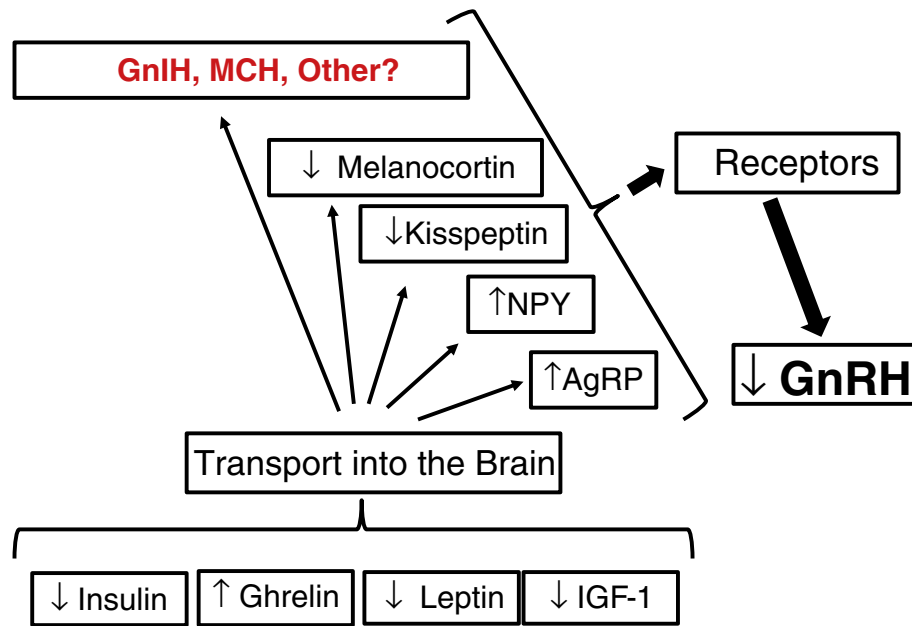 GnIH, MCH, Other?
↓ Melanocortin
↓Kisspeptin
↑NPY
↑AgRP
Receptors
↓ GnRH
Transport into the Brain
↓ Insulin
↑ Ghrelin
↓ Leptin
↓ IGF-1